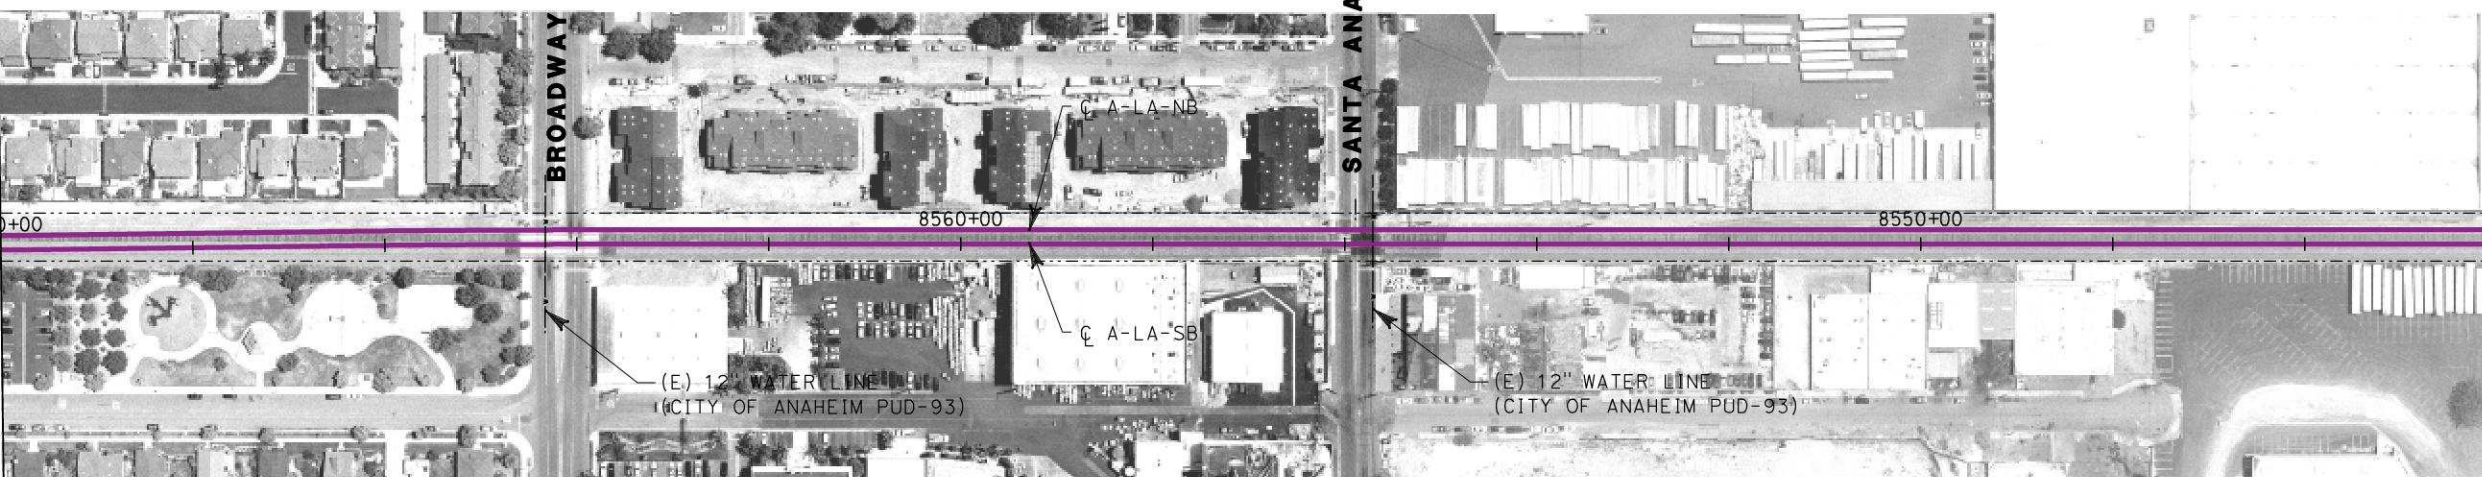 BROADWAY
SANTA ANA
℄ A-LA-NB
0+00
8560+00
8550+00
℄ A-LA-SB
(E) 12" WATER LINE
(CITY OF ANAHEIM PUD-93)
(E) 12" WATER LINE
(CITY OF ANAHEIM PUD-93)